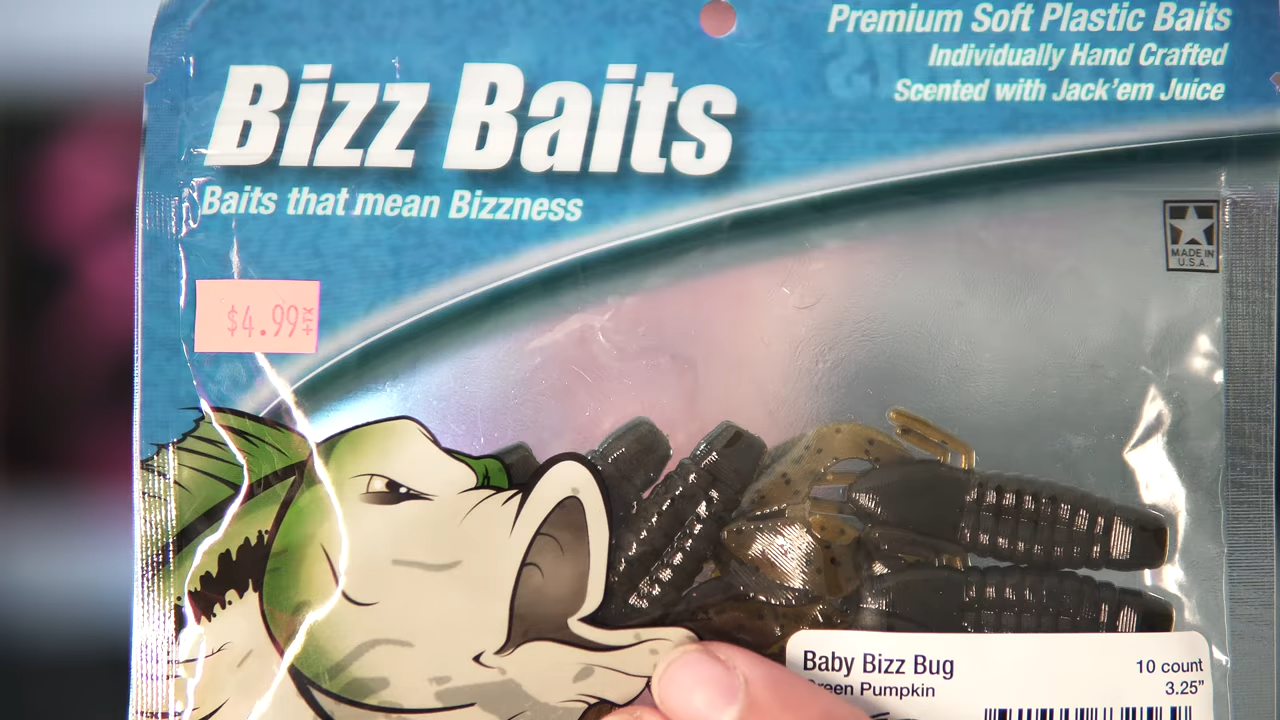 Premium Soft Plastic Baits
Individually Hand Crafted
Scented with Jack'em Juice
Bizz Baits
Baits that mean Bizzness
MADE IN
U.S.A.
$4.99
Baby Bizz Bug
10 count
Pumpkin
3.25"